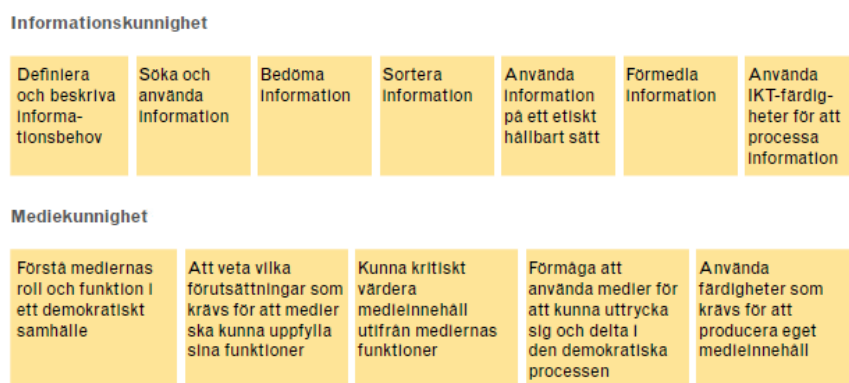 Informationskunnighet
Definiera
och beskriva
informa-
tionsbehov
Söka och
använda
information
Bedöma
information
Sortera
information
Använda
information
på ett etiskt
hållbart sätt
Förmedla
information
Använda
IKT-färdig-
heter för att
processa
information
Mediekunnighet
Förstå mediernas
roll och funktion i
ett demokratiskt
samhälle
Att veta vilka
förutsättningar som
krävs för att medier
ska kunna uppfylla
sina funktioner
Kunna kritiskt
värdera
medieinnehåll
utifrån mediernas
funktioner
Förmåga att
använda medier för
att kunna uttrycka
sig och delta i
den demokratiska
processen
Använda
färdigheter som
krävs för att
producera eget
medieinnehåll